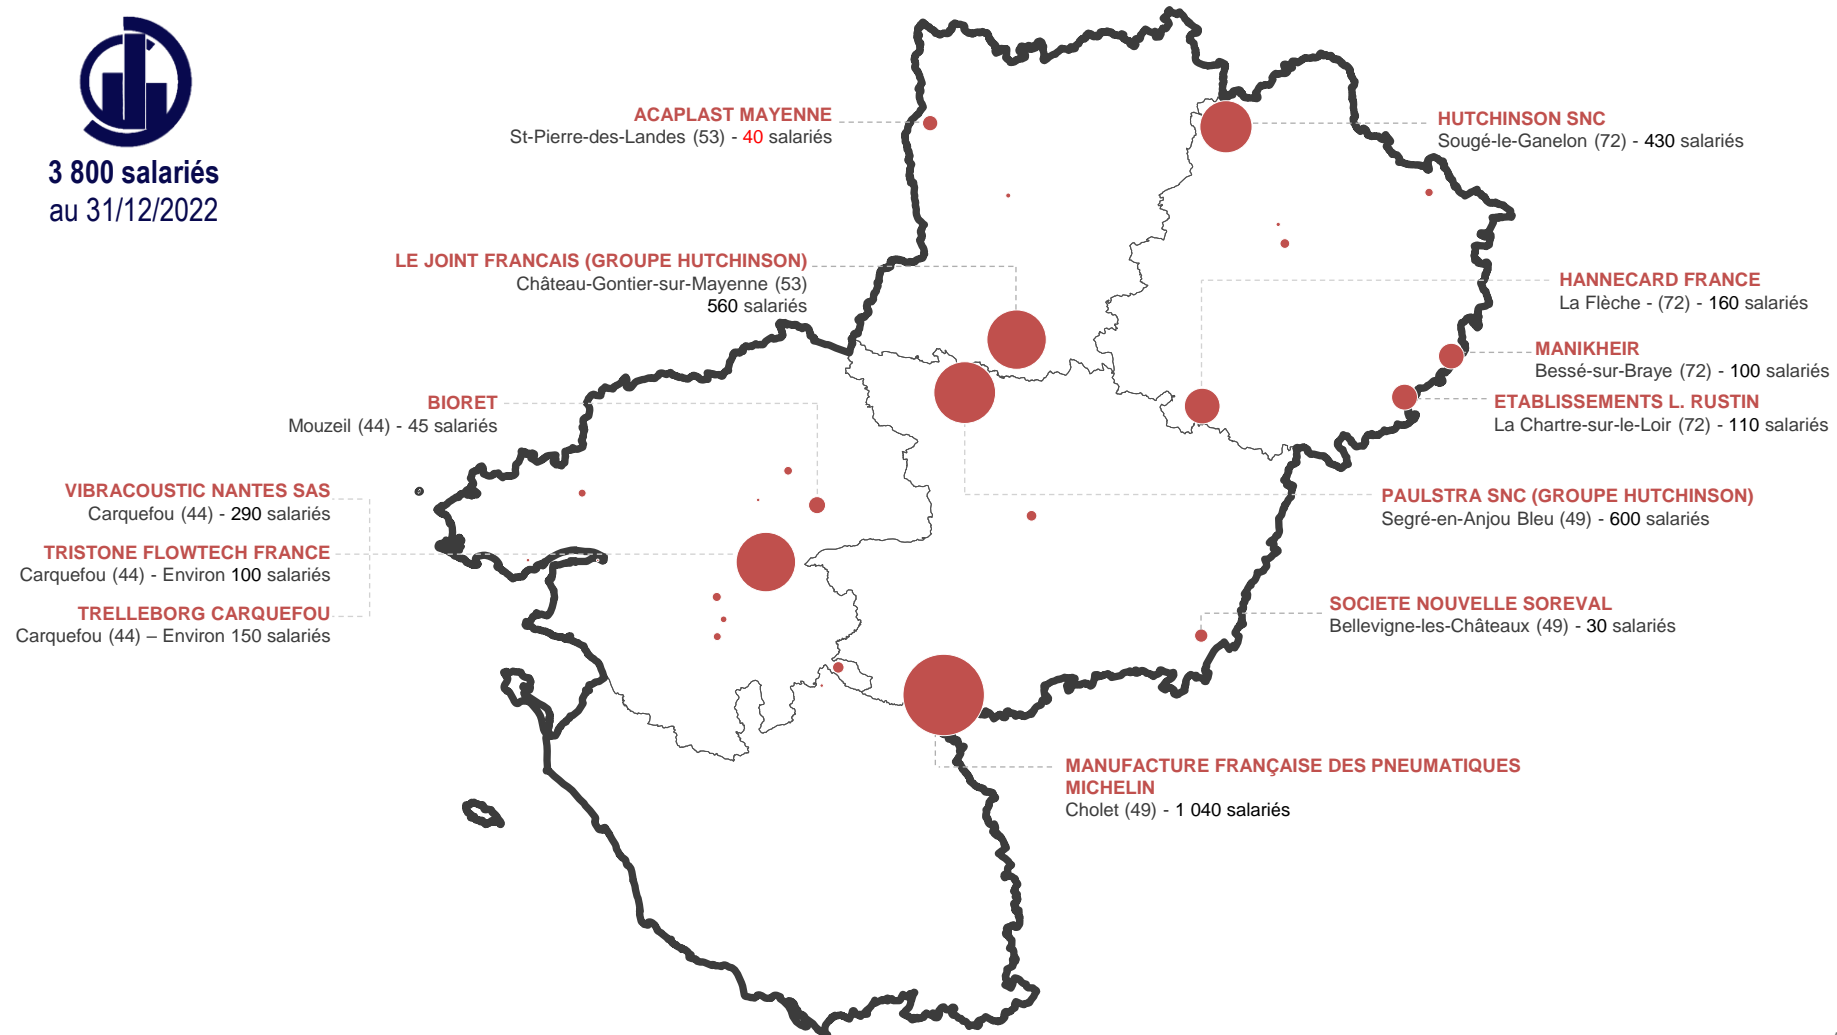 3 800 salariés
au 31/12/2022
ACAPLAST MAYENNE
St-Pierre-des-Landes (53) - 40 salariés
HUTCHINSON SNC
Sougé-le-Ganelon (72) - 430 salariés
LE JOINT FRANCAIS (GROUPE HUTCHINSON)
Château-Gontier-sur-Mayenne (53)
560 salariés
HANNECARD FRANCE
La Flèche - (72) - 160 salariés
MANIKHEIR
Bessé-sur-Braye (72) - 100 salariés
ETABLISSEMENTS L. RUSTIN
La Chartre-sur-le-Loir (72) - 110 salariés
BIORET
Mouzeil (44) - 45 salariés
VIBRACOUSTIC NANTES SAS
Carquefou (44) - 290 salariés
TRISTONE FLOWTECH FRANCE
Carquefou (44) - Environ 100 salariés
TRELLEBORG CARQUEFOU
Carquefou (44) – Environ 150 salariés
PAULSTRA SNC (GROUPE HUTCHINSON)
Segré-en-Anjou Bleu (49) - 600 salariés
SOCIETE NOUVELLE SOREVAL
Bellevigne-les-Châteaux (49) - 30 salariés
MANUFACTURE FRANÇAISE DES PNEUMATIQUES
MICHELIN
Cholet (49) - 1 040 salariés